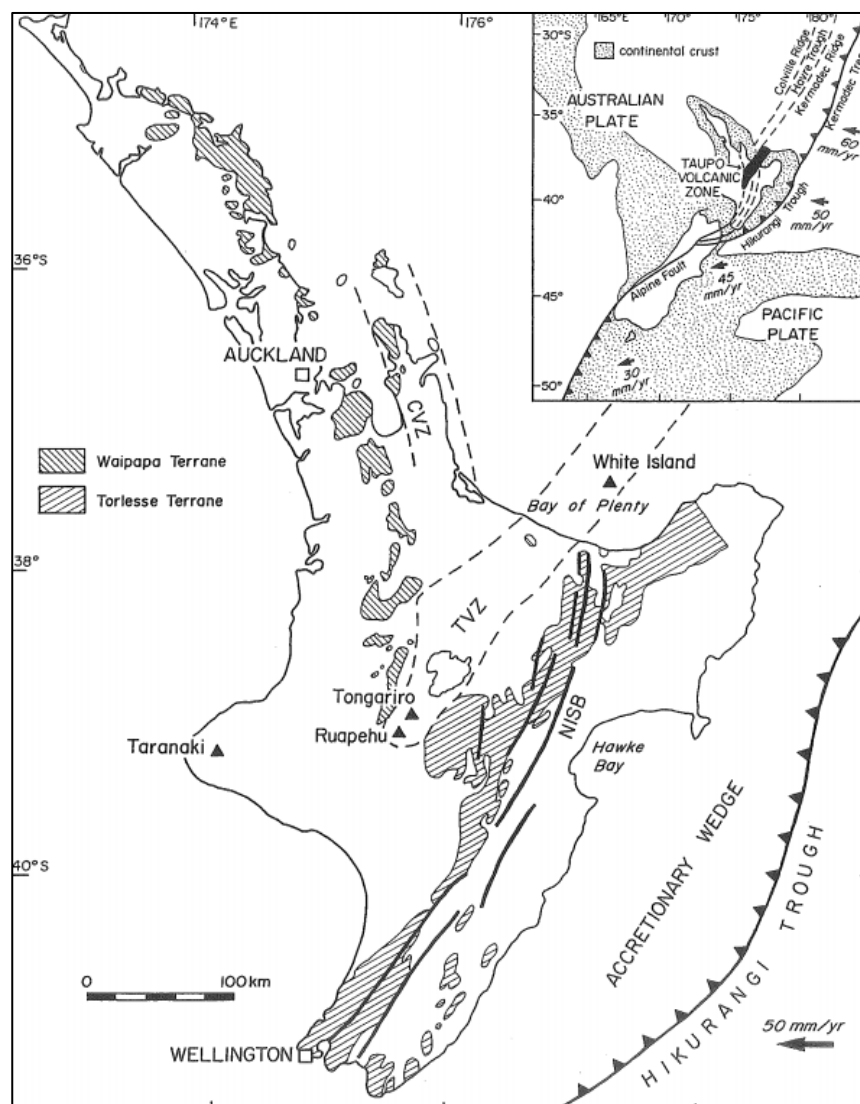 174°E
176°
36°S
38°
40°S
AUCKLAND
CVZ
Waipapa Terrane
Torlesse Terrane
White Island
Bay of Plenty
TVZ
Tongariro
Ruapehu
Taranaki
NISB
Hawke
Bay
ACCRETIONARY WEDGE
HIKURANGI TROUGH
0
100 km
WELLINGTON
50 mm/yr
165°E
170°
175°
180°
30°S
35°
40°
45°
50°
continental crust
AUSTRALIAN
PLATE
Colville Ridge
Havre Trough
Kermadec Ridge
TAUPO
VOLCANIC
ZONE
60
mm/yr
50
mm/yr
Hikurangi Trough
Alpine Fault
45
mm/yr
PACIFIC
PLATE
30
mm/yr